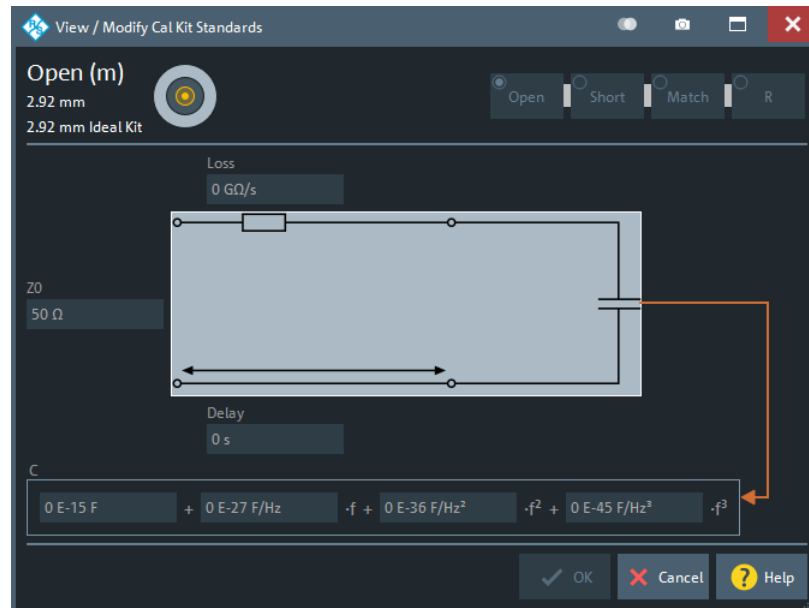 R&S View / Modify Cal Kit Standards
Open (m)
2.92 mm
2.92 mm Ideal Kit
Open Short Match R
Loss
0 GΩ/s
Z0
50 Ω
Delay
0 s
C
0 E-15 F + 0 E-27 F/Hz ·f + 0 E-36 F/Hz² ·f² + 0 E-45 F/Hz³ ·f³
OK Cancel ? Help